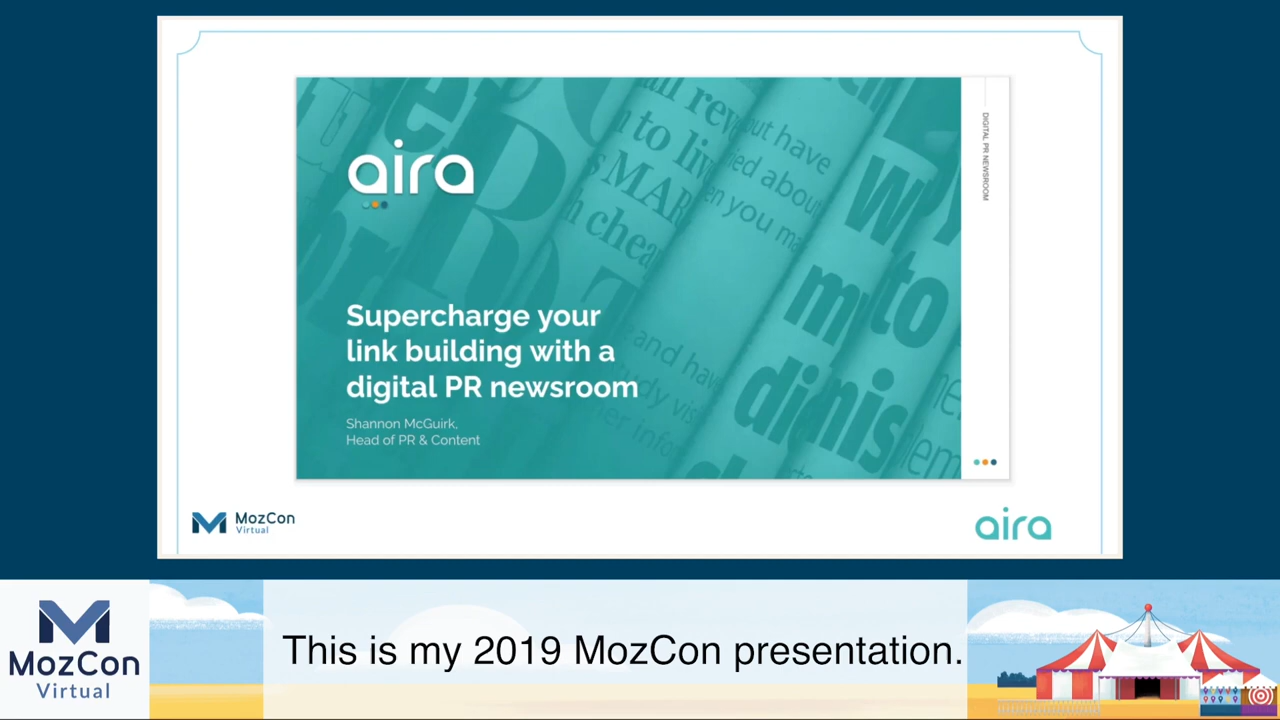 aira
Supercharge your
link building with a
digital PR newsroom
Shannon McGuirk,
Head of PR & Content
DIGITAL PR NEWSROOM
MozCon
Virtual
aira
MozCon
Virtual
This is my 2019 MozCon presentation.